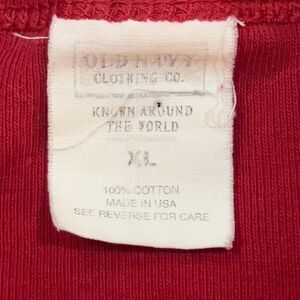 OLD NAVY
CLOTHING CO.
KNOWN AROUND
THE WORLD
XL
100% COTTON
MADE IN USA
SEE REVERSE FOR CARE